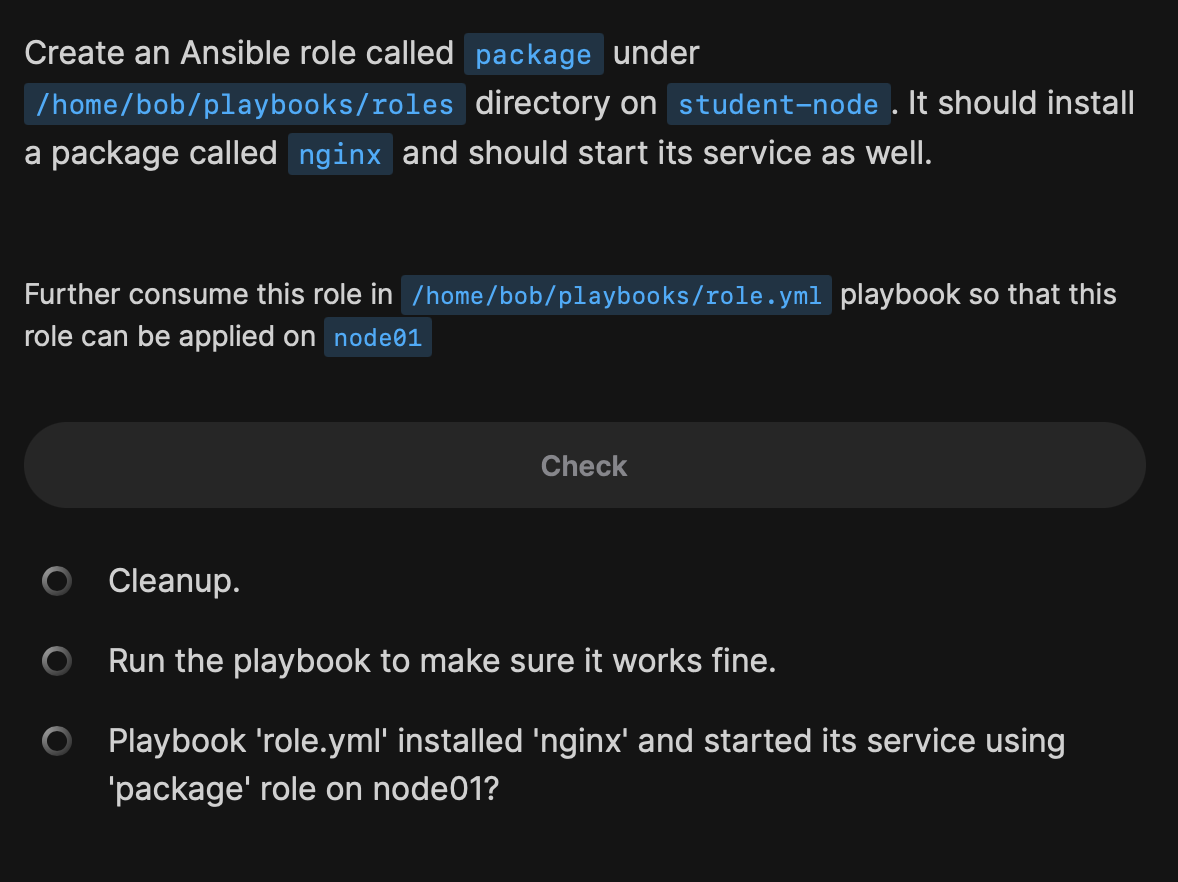 Create an Ansible role called package under
/home/bob/playbooks/roles directory on student-node. It should install
a package called nginx and should start its service as well.
Further consume this role in /home/bob/playbooks/role.yml playbook so that this
role can be applied on node01
Check
Cleanup.
Run the playbook to make sure it works fine.
Playbook 'role.yml' installed 'nginx' and started its service using
'package' role on node01?